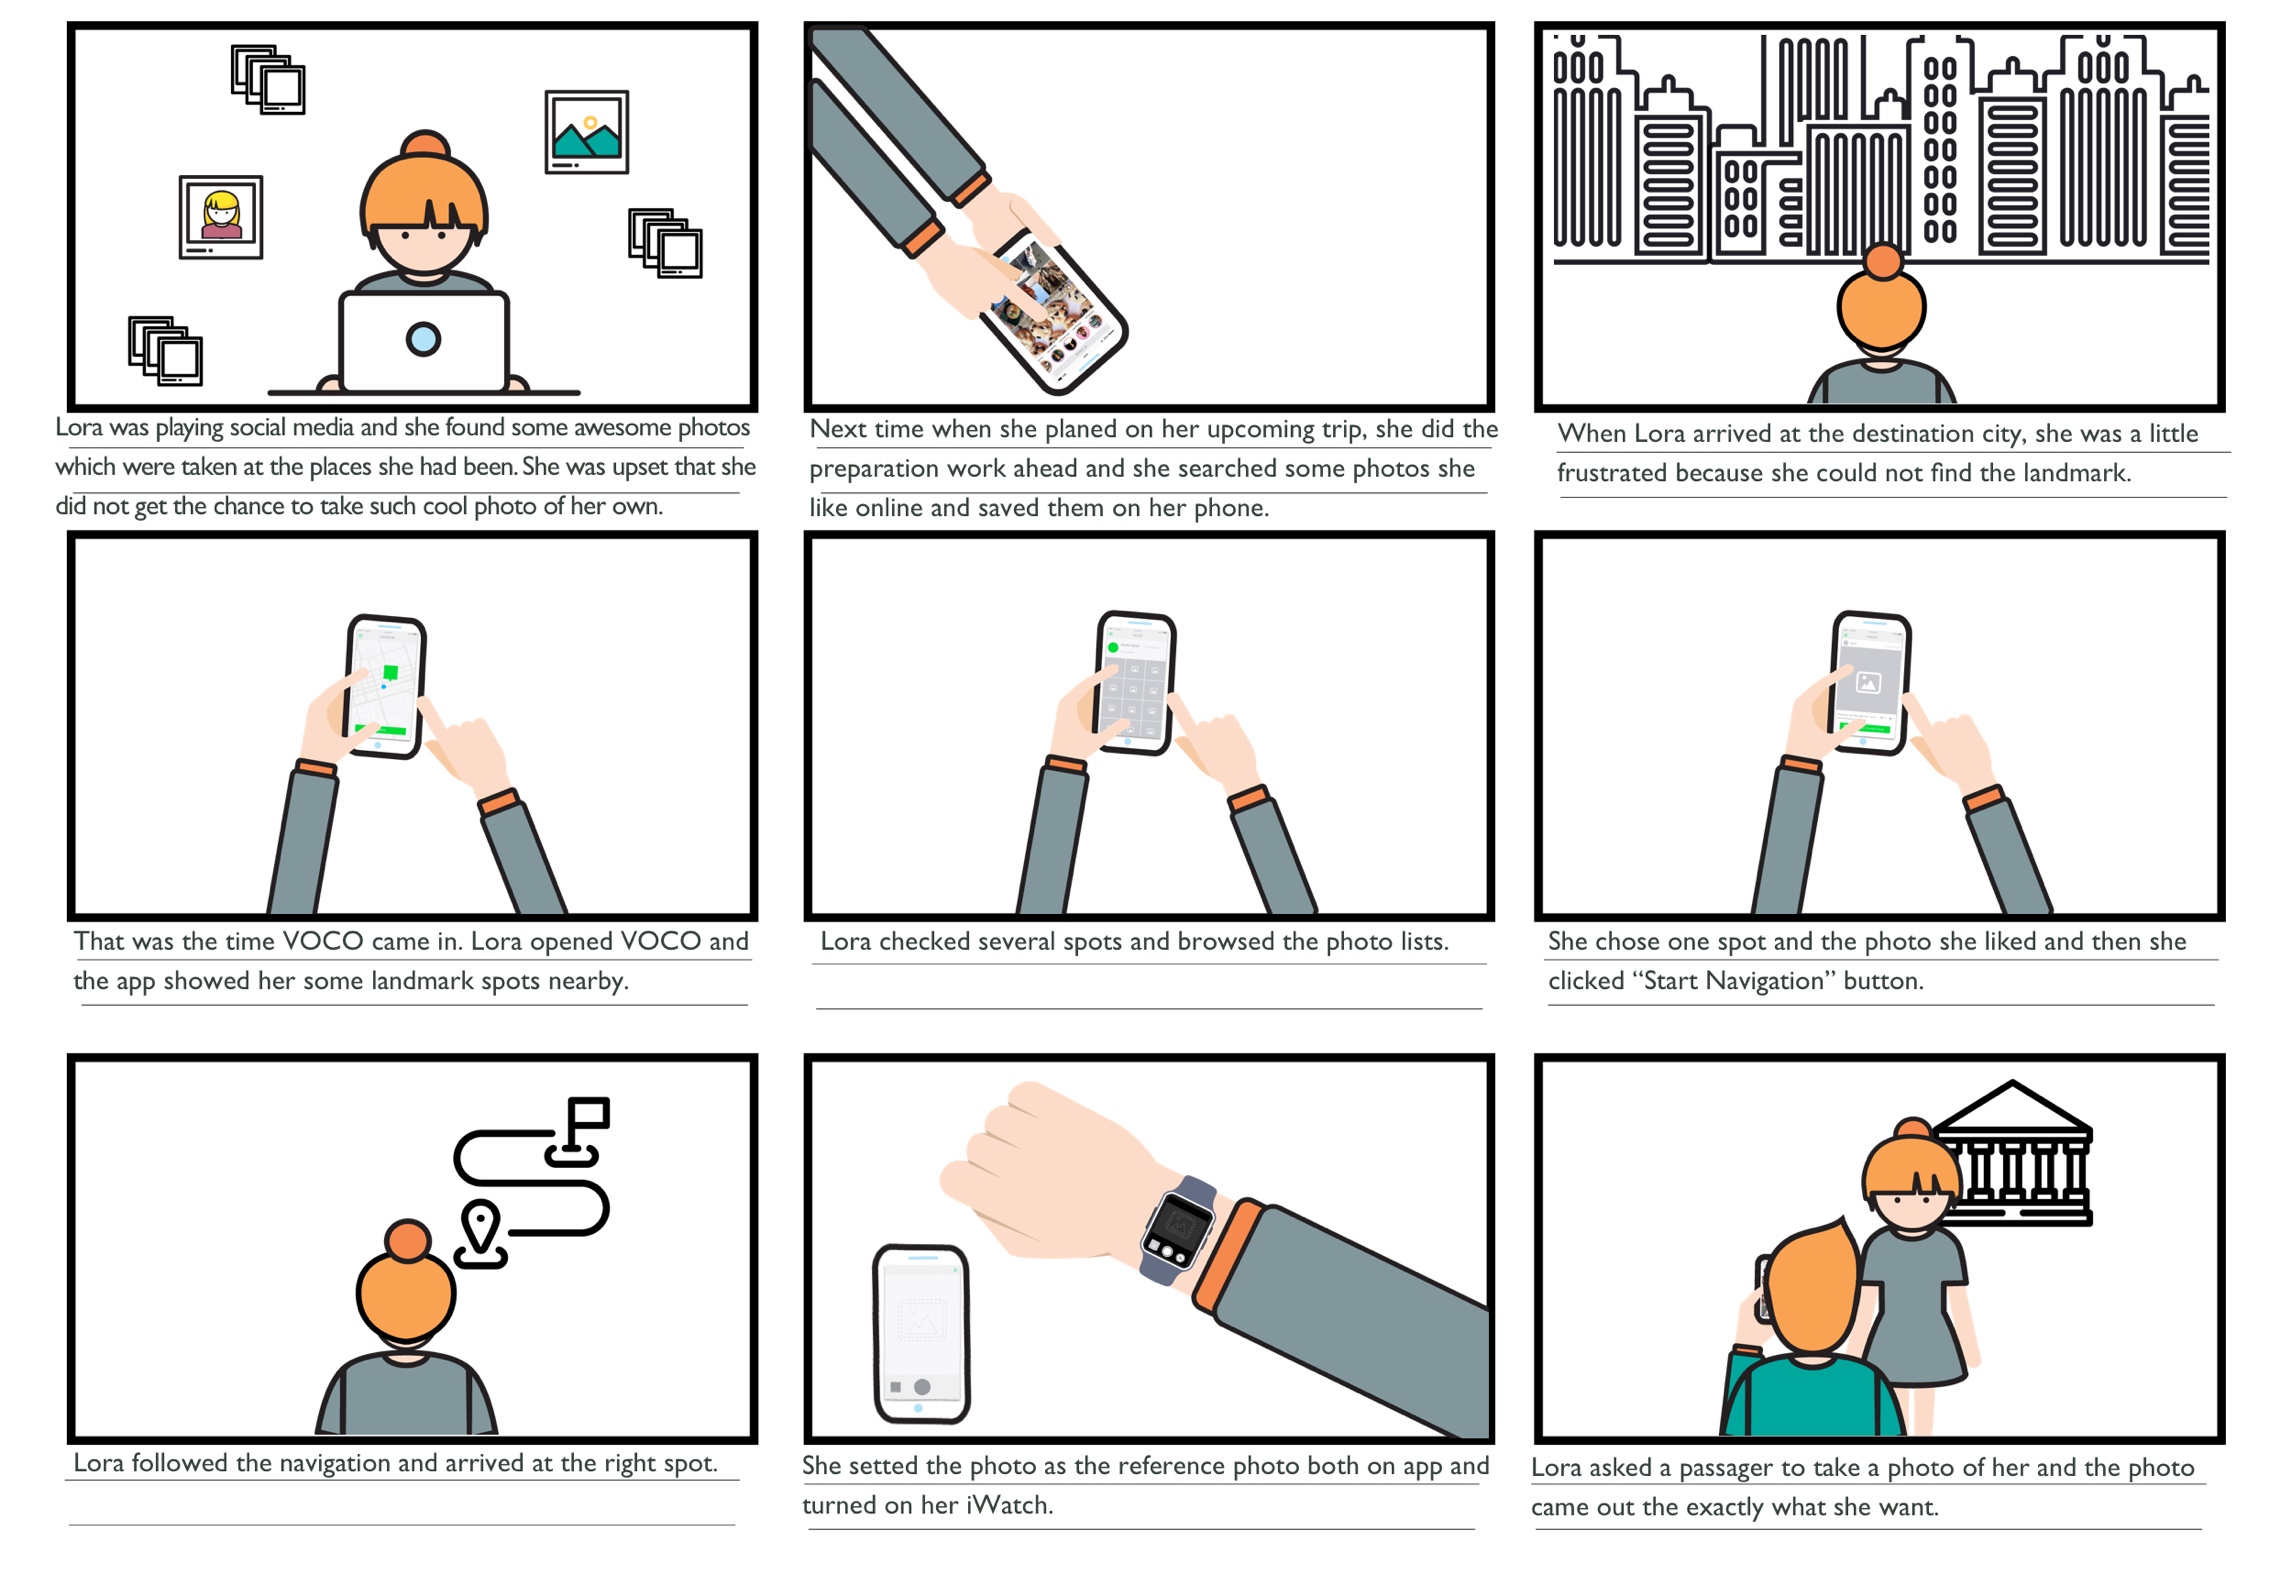 Lora was playing social media and she found some awesome photos
which were taken at the places she had been. She was upset that she
did not get the chance to take such cool photo of her own.
Next time when she planed on her upcoming trip, she did the
preparation work ahead and she searched some photos she
like online and saved them on her phone.
When Lora arrived at the destination city, she was a little
frustrated because she could not find the landmark.
That was the time VOCO came in. Lora opened VOCO and
the app showed her some landmark spots nearby.
Lora checked several spots and browsed the photo lists.
She chose one spot and the photo she liked and then she
clicked “Start Navigation” button.
Lora followed the navigation and arrived at the right spot.
She setted the photo as the reference photo both on app and
turned on her iWatch.
Lora asked a passager to take a photo of her and the photo
came out the exactly what she want.